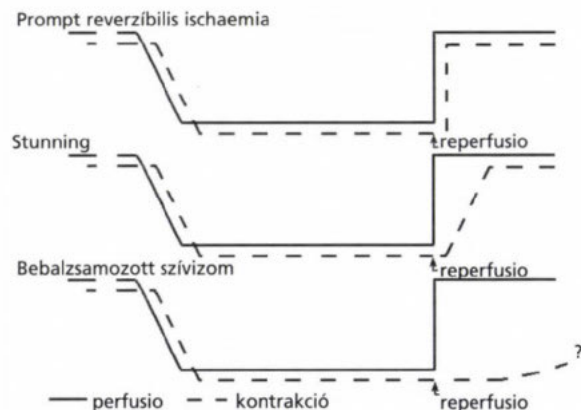 Prompt reverzíbilis ischaemia
reperfusio
Stunning
reperfusio
Bebalzsamozott szívizom
?
reperfusio
perfusio
kontrakció